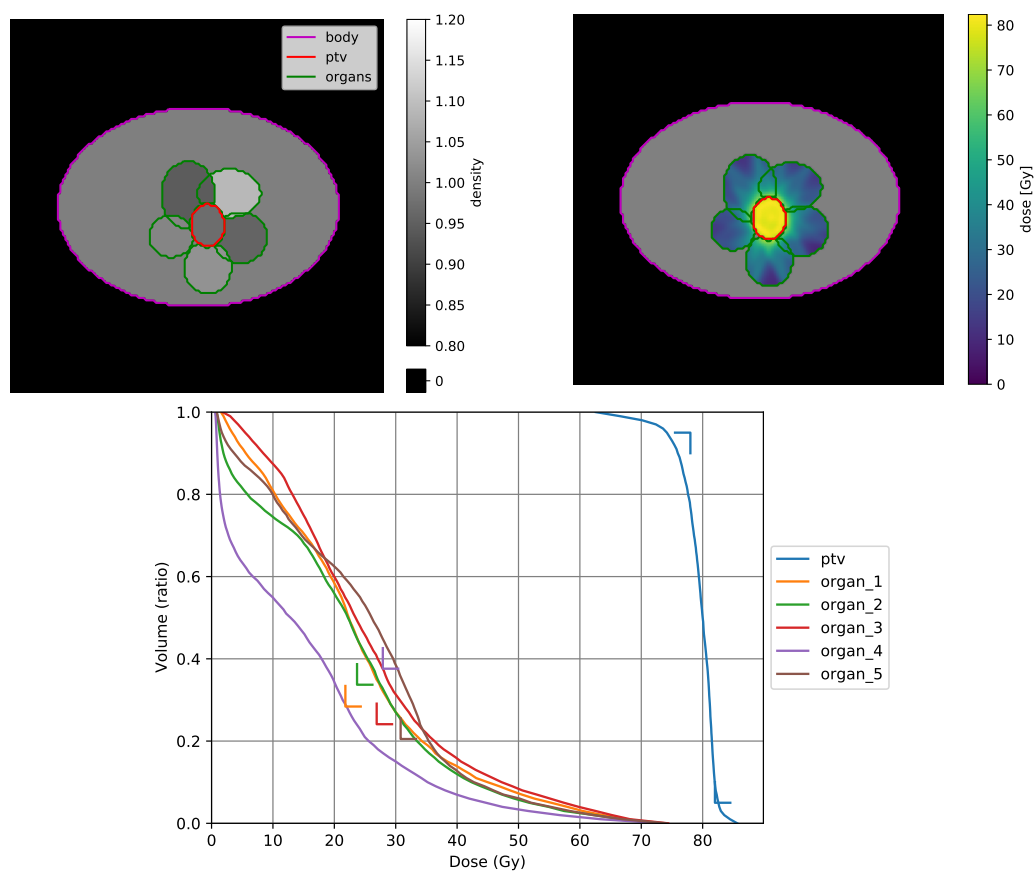 body
ptv
organs
1.20
1.15
1.10
1.05
1.00
0.95
0.90
0.85
0.80
0
density
80
70
60
50
40
30
20
10
0
dose [Gy]
1.0
0.8
0.6
0.4
0.2
0.0
Volume (ratio)
0 10 20 30 40 50 60 70 80
Dose (Gy)
ptv
organ_1
organ_2
organ_3
organ_4
organ_5